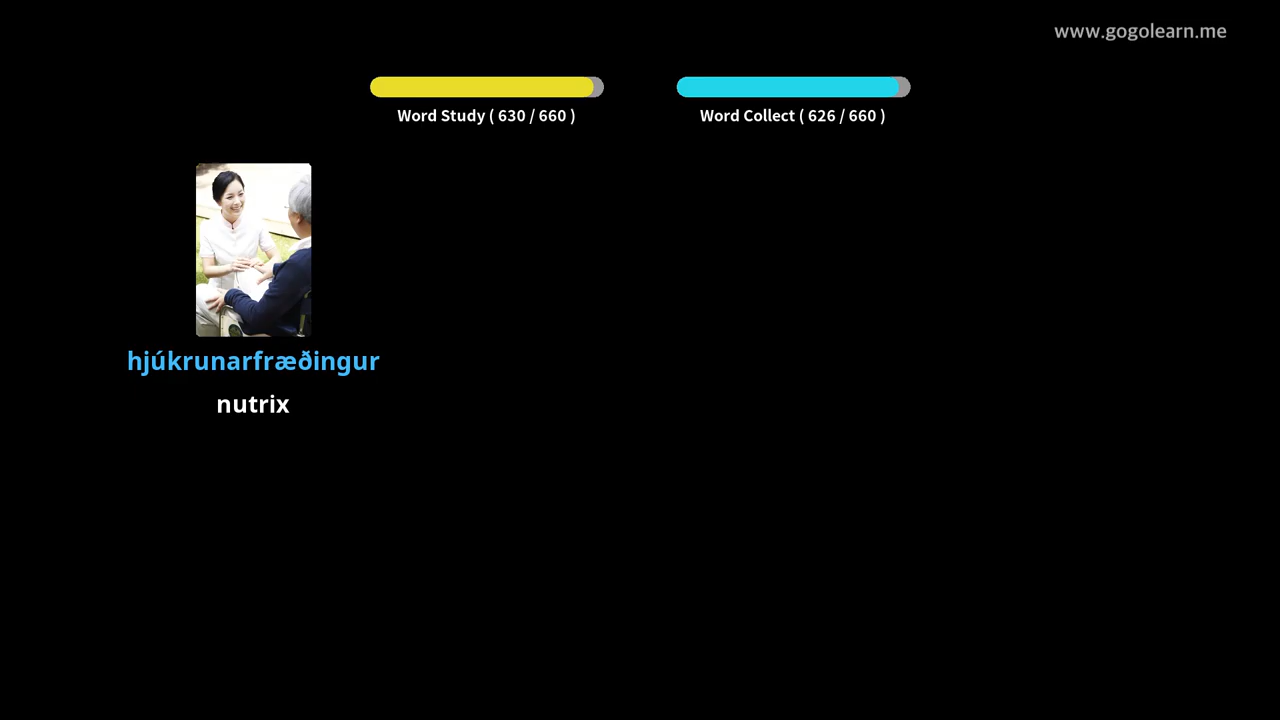 www.gogolearn.me
Word Study ( 630 / 660 )
Word Collect ( 626 / 660 )
hjúkrunarfræðingur
nutrix